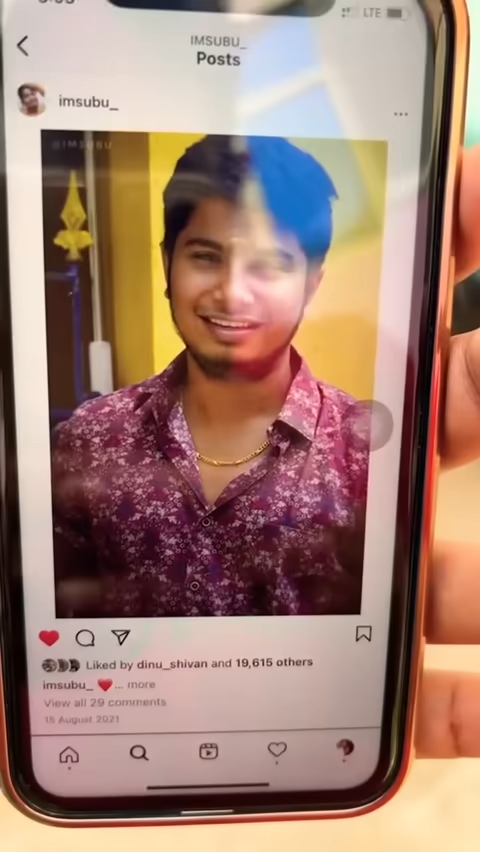 LTE
IMSUBU_
Posts
imsubu_
@IMSUBU
Liked by dinu_shivan and 19,615 others
imsubu_ ❤️... more
View all 29 comments
15 August 2021